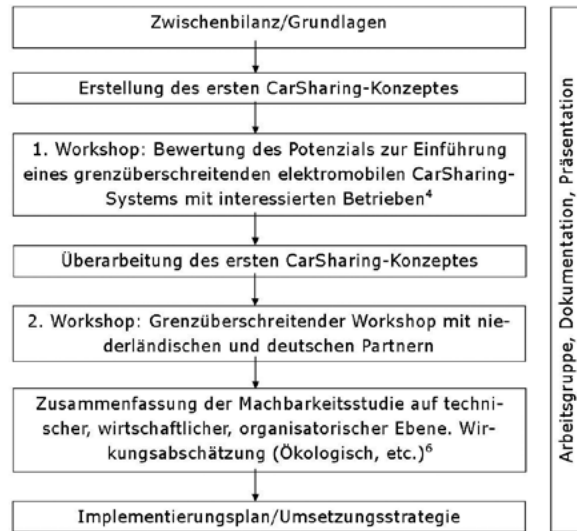 Zwischenbilanz/Grundlagen
Erstellung des ersten CarSharing-Konzeptes
1. Workshop: Bewertung des Potenzials zur Einführung
eines grenzüberschreitenden elektromobilen CarSharing-
Systems mit interessierten Betrieben⁴
Überarbeitung des ersten CarSharing-Konzeptes
2. Workshop: Grenzüberschreitender Workshop mit nie-
derländischen und deutschen Partnern
Zusammenfassung der Machbarkeitsstudie auf techni-
scher, wirtschaftlicher, organisatorischer Ebene. Wir-
kungsabschätzung (Ökologisch, etc.)⁶
Implementierungsplan/Umsetzungsstrategie
Arbeitsgruppe, Dokumentation, Präsentation